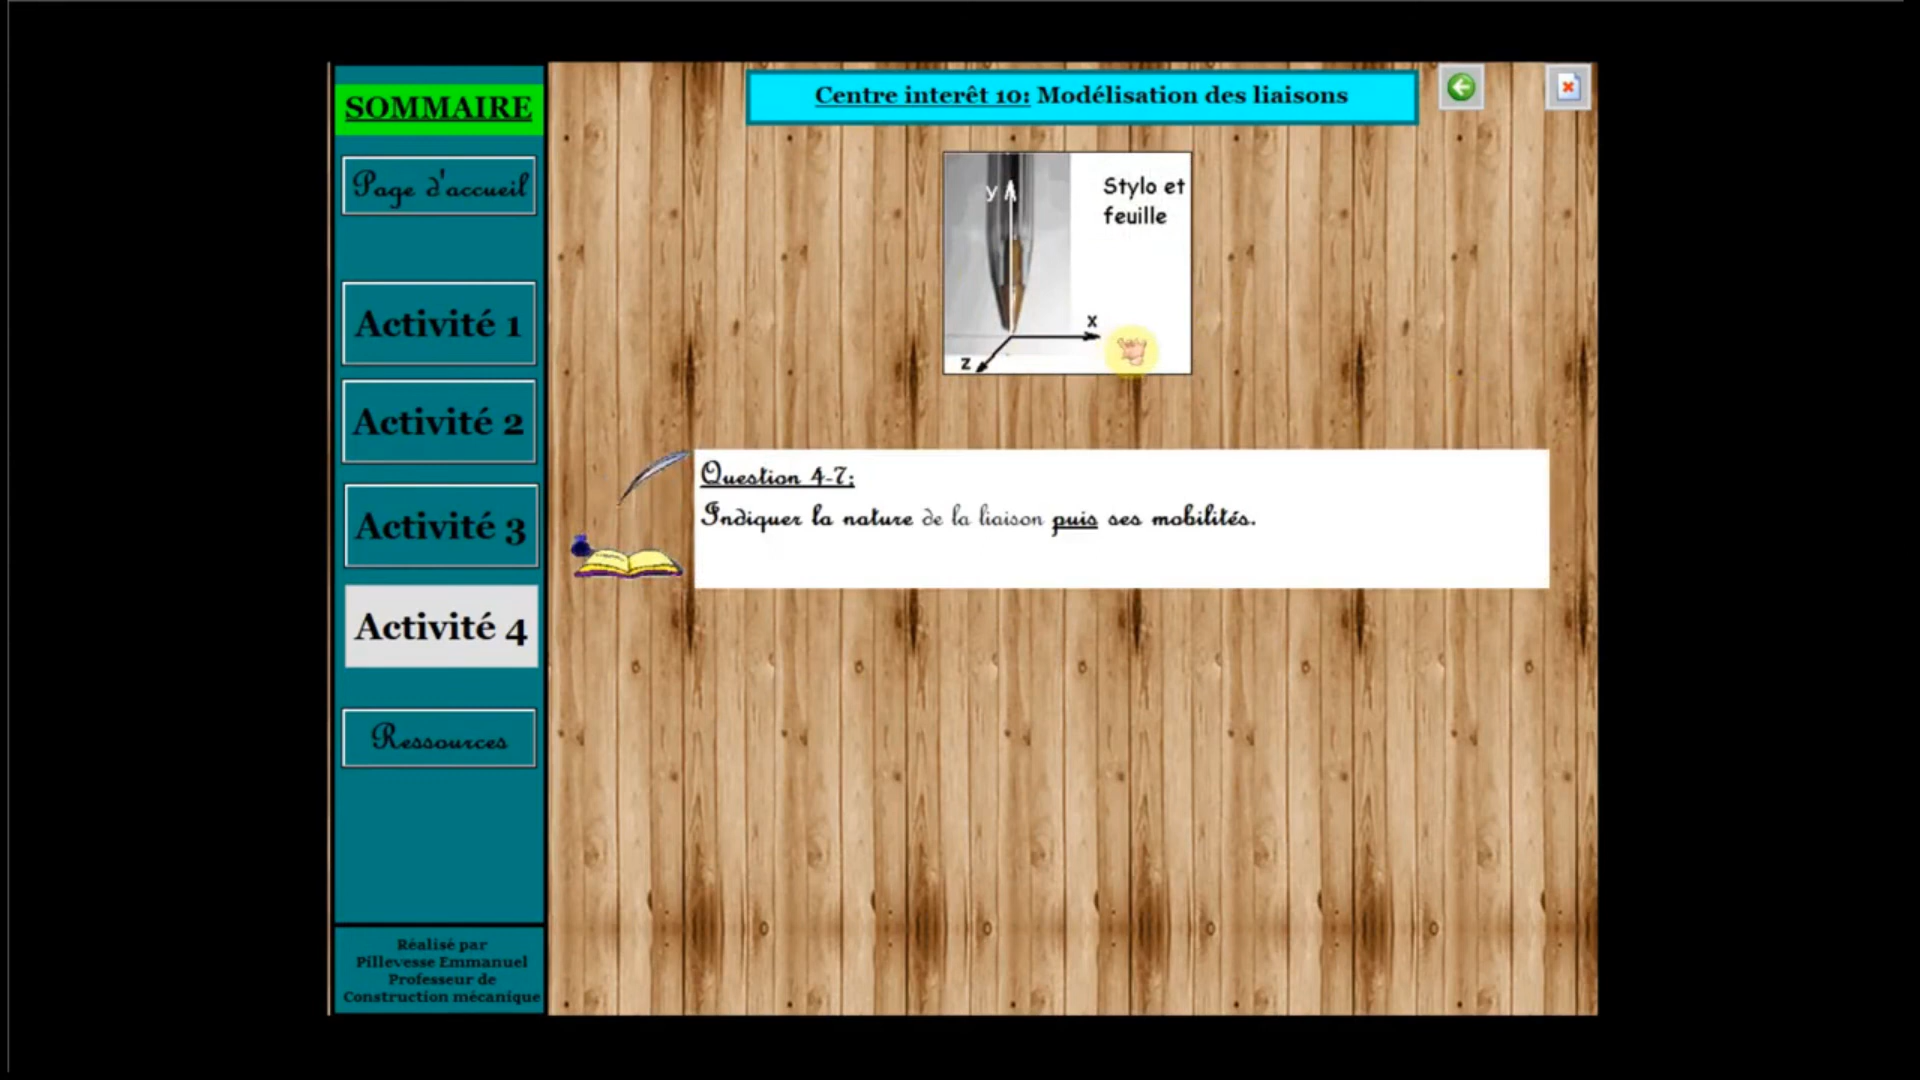 SOMMAIRE
Page d'accueil
Activité 1
Activité 2
Activité 3
Activité 4
Ressources
Réalisé par
Pillevesse Emmanuel
Professeur de
Construction mécanique
Centre interêt 10: Modélisation des liaisons
y
Stylo et
feuille
x
z
Question 4-7:
Indiquer la nature de la liaison puis ses mobilités.